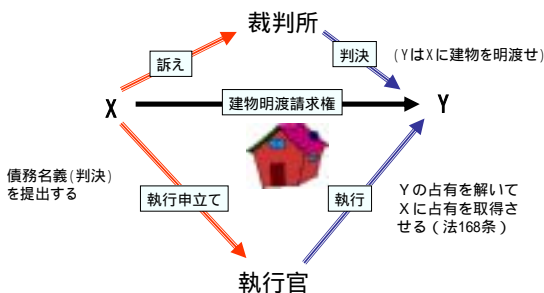 裁判所
訴え
判決
(YはXに建物を明渡せ)
X
建物明渡請求権
Y
債務名義(判決)
を提出する
執行申立て
執行
Yの占有を解いて
Xに占有を取得さ
せる(法168条)
執行官